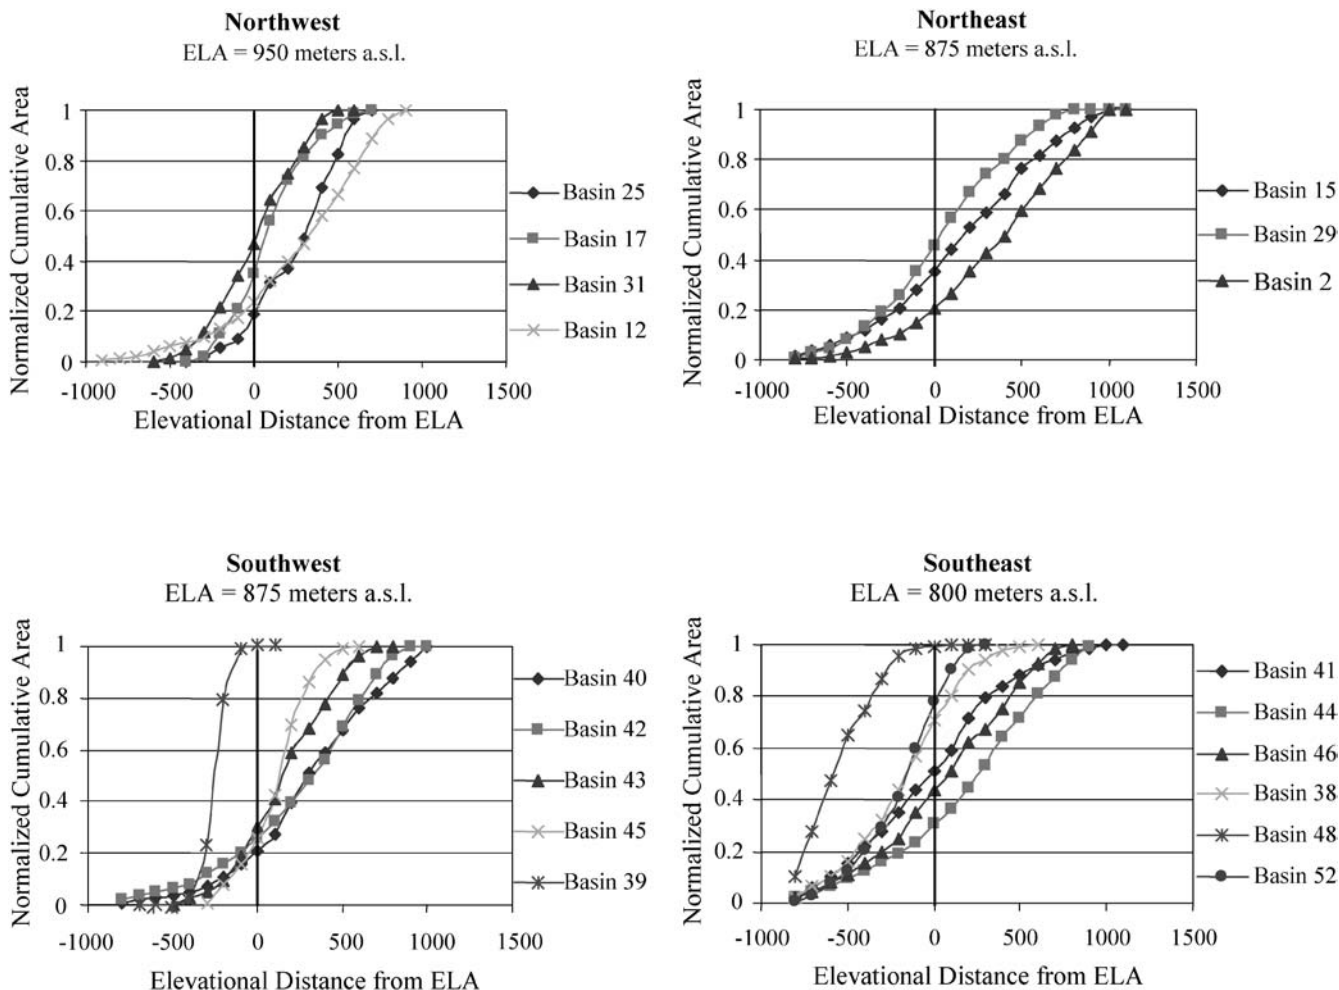 Northwest
ELA = 950 meters a.s.l.
Normalized Cumulative Area
1
0.8
0.6
0.4
0.2
0
-1000 -500 0 500 1000 1500
Elevational Distance from ELA
Basin 25
Basin 17
Basin 31
Basin 12
Northeast
ELA = 875 meters a.s.l.
Normalized Cumulative Area
1
0.8
0.6
0.4
0.2
0
-1000 -500 0 500 1000 1500
Elevational Distance from ELA
Basin 15
Basin 29
Basin 2
Southwest
ELA = 875 meters a.s.l.
Normalized Cumulative Area
1
0.8
0.6
0.4
0.2
0
-1000 -500 0 500 1000 1500
Elevational Distance from ELA
Basin 40
Basin 42
Basin 43
Basin 45
Basin 39
Southeast
ELA = 800 meters a.s.l.
Normalized Cumulative Area
1
0.8
0.6
0.4
0.2
0
-1000 -500 0 500 1000 1500
Elevational Distance from ELA
Basin 41
Basin 44
Basin 46
Basin 38
Basin 48
Basin 52